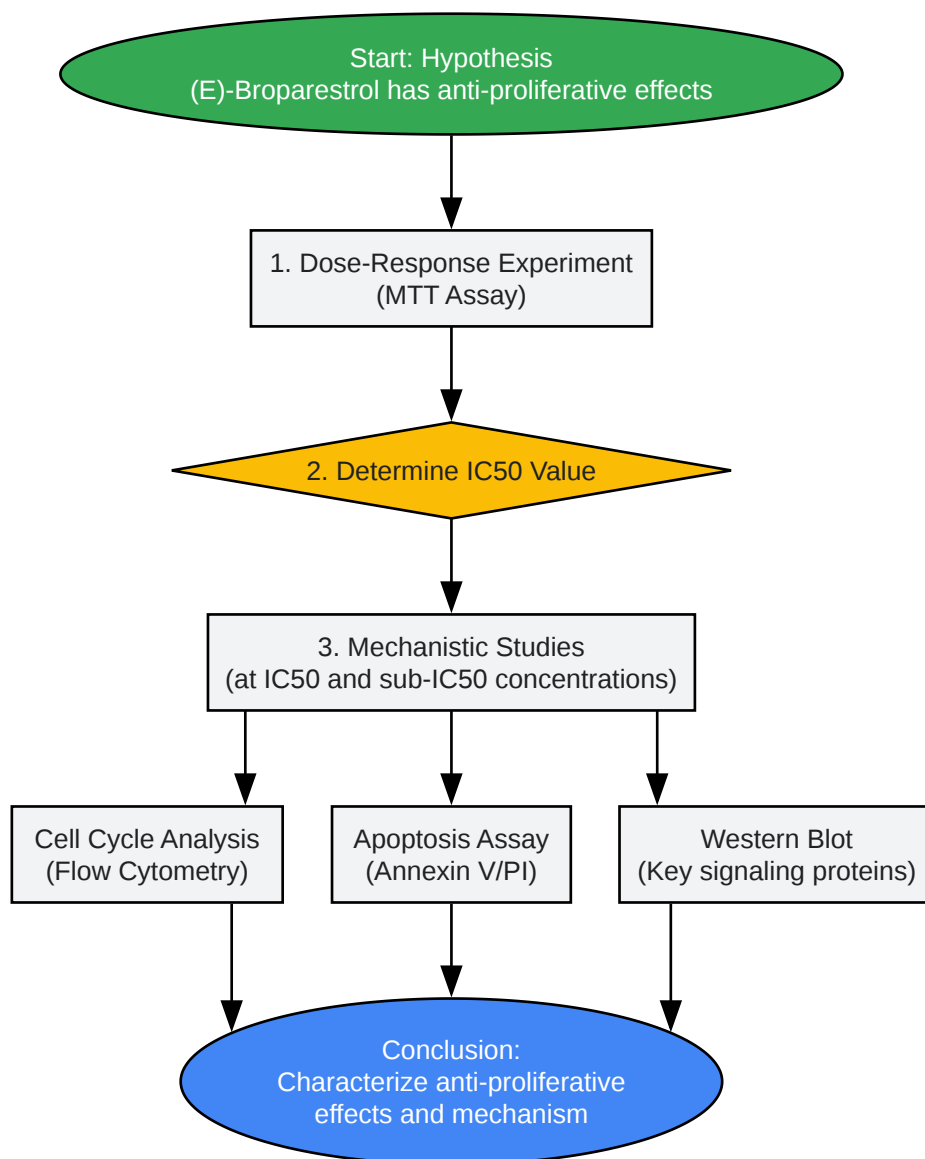 Start: Hypothesis
(E)-Broparestrol has anti-proliferative effects
1. Dose-Response Experiment
(MTT Assay)
2. Determine IC50 Value
3. Mechanistic Studies
(at IC50 and sub-IC50 concentrations)
Cell Cycle Analysis
(Flow Cytometry)
Apoptosis Assay
(Annexin V/PI)
Western Blot
(Key signaling proteins)
Conclusion:
Characterize anti-proliferative
effects and mechanism